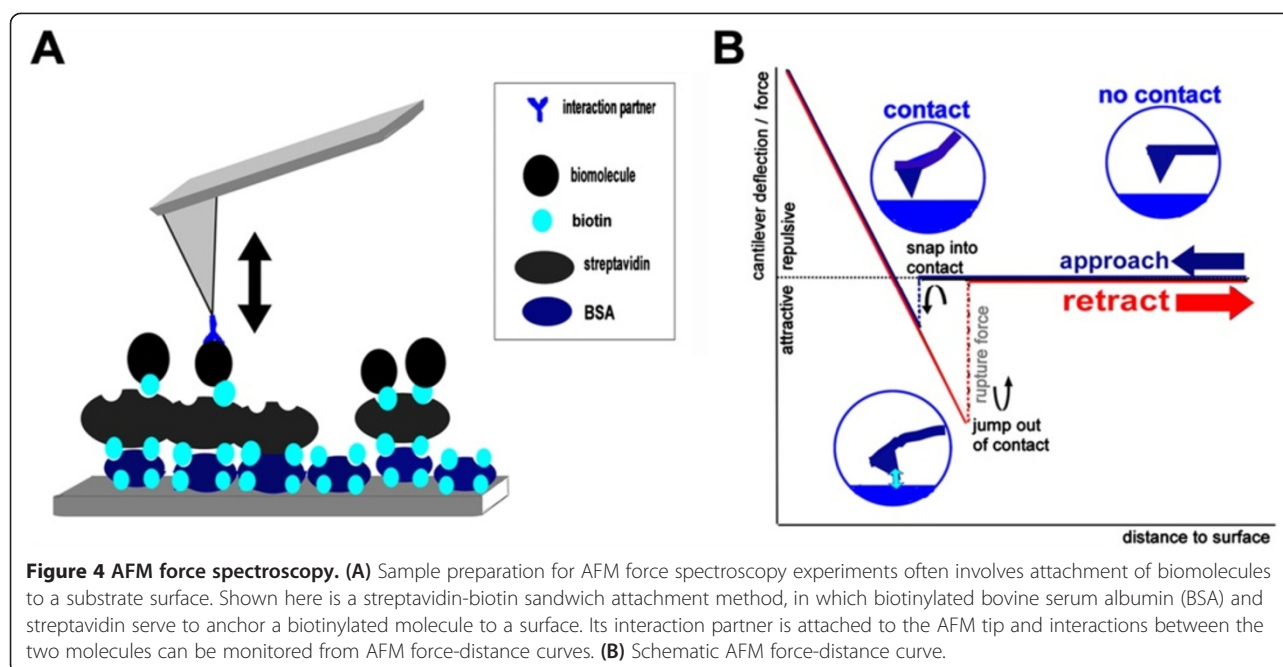 A
interaction partner
biomolecule
biotin
streptavidin
BSA
B
cantilever deflection / force
attractive repulsive
contact
no contact
snap into
contact
approach
retract
rupture force
jump out
of contact
distance to surface
Figure 4 AFM force spectroscopy. (A) Sample preparation for AFM force spectroscopy experiments often involves attachment of biomolecules
to a substrate surface. Shown here is a streptavidin-biotin sandwich attachment method, in which biotinylated bovine serum albumin (BSA) and
streptavidin serve to anchor a biotinylated molecule to a surface. Its interaction partner is attached to the AFM tip and interactions between the
two molecules can be monitored from AFM force-distance curves. (B) Schematic AFM force-distance curve.